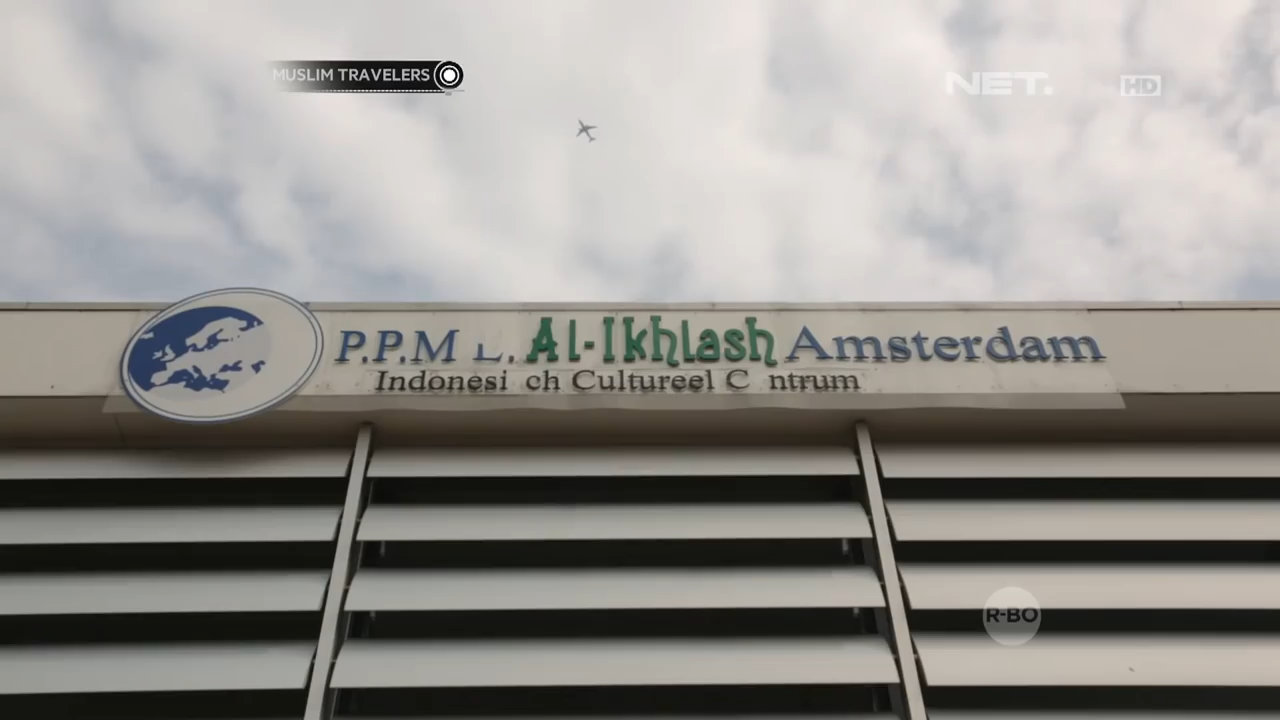 MUSLIM TRAVELERS
NET.
HD
P.P.M E. Al-Ikhlash Amsterdam
Indonesi ch Cultureel C ntrum
R-BO